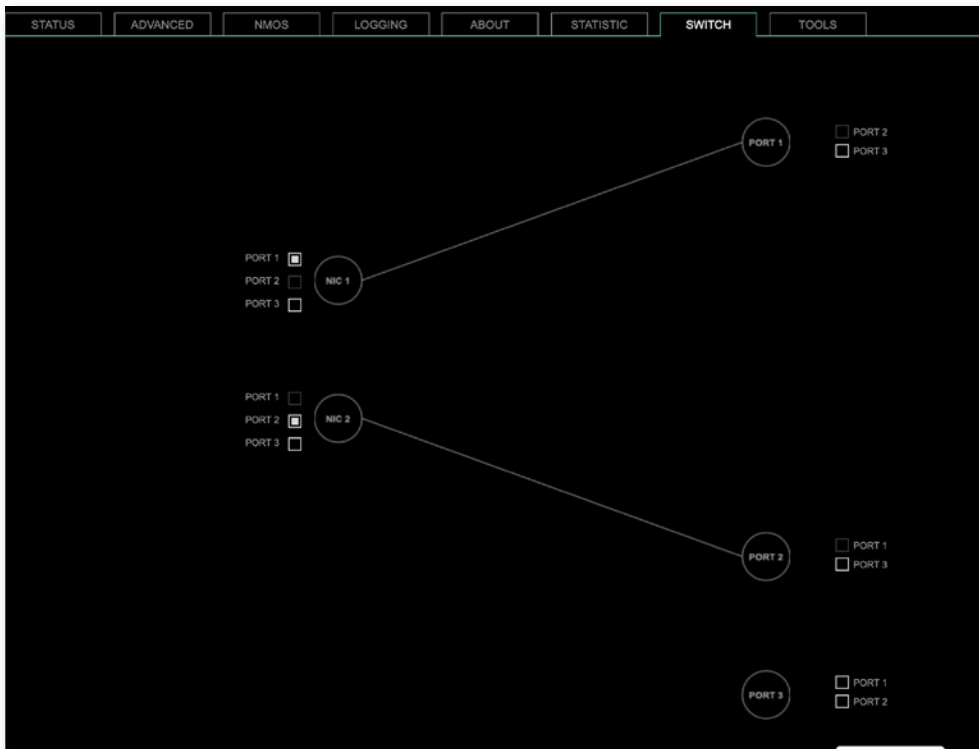 STATUS ADVANCED NMOS LOGGING ABOUT STATISTIC SWITCH TOOLS
PORT 1
PORT 2
PORT 3
PORT 1
PORT 2
PORT 3
NIC 1
PORT 1
PORT 2
PORT 3
NIC 2
PORT 2
PORT 1
PORT 3
PORT 3
PORT 1
PORT 2